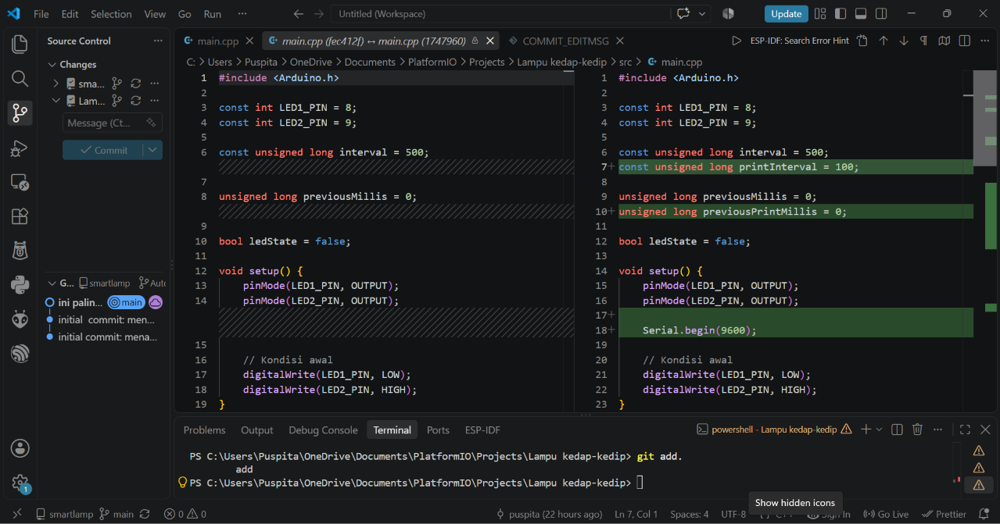 File Edit Selection View Go Run ··· Untitled (Workspace) Update
Source Control ···
main.cpp main.cpp (fec412f) ↔ main.cpp (1747960) COMMIT_EDITMSG ESP-IDF: Search Error Hint
C: > Users > Puspita > OneDrive > Documents > PlatformIO > Projects > Lampu kedap-kedip > src > main.cpp
Changes
sma...
Lam...
Message (Ct...
Commit
G... smartlamp Auto
ini palin... main
initial commit: men...
initial commit: mena...
1 #include <Arduino.h>
2
3 const int LED1_PIN = 8;
4 const int LED2_PIN = 9;
5
6 const unsigned long interval = 500;
7
8 unsigned long previousMillis = 0;
9
10 bool ledState = false;
11
12 void setup() {
13 pinMode(LED1_PIN, OUTPUT);
14 pinMode(LED2_PIN, OUTPUT);
15
16 // Kondisi awal
17 digitalWrite(LED1_PIN, LOW);
18 digitalWrite(LED2_PIN, HIGH);
19 }
1 #include <Arduino.h>
2
3 const int LED1_PIN = 8;
4 const int LED2_PIN = 9;
5
6 const unsigned long interval = 500;
7+ const unsigned long printInterval = 100;
8
9 unsigned long previousMillis = 0;
10+ unsigned long previousPrintMillis = 0;
11
12 bool ledState = false;
13
14 void setup() {
15 pinMode(LED1_PIN, OUTPUT);
16 pinMode(LED2_PIN, OUTPUT);
17+
18+ Serial.begin(9600);
19
20 // Kondisi awal
21 digitalWrite(LED1_PIN, LOW);
22 digitalWrite(LED2_PIN, HIGH);
23 }
Problems Output Debug Console Terminal Ports ESP-IDF powershell - Lampu kedap-kedip
PS C:\Users\Puspita\OneDrive\Documents\PlatformIO\Projects\Lampu kedap-kedip> git add.
add
PS C:\Users\Puspita\OneDrive\Documents\PlatformIO\Projects\Lampu kedap-kedip>
Show hidden icons
1
smartlamp main 0 0 puspita (22 hours ago) Ln 7, Col 1 Spaces: 4 UTF-8 Sign In Go Live Prettier